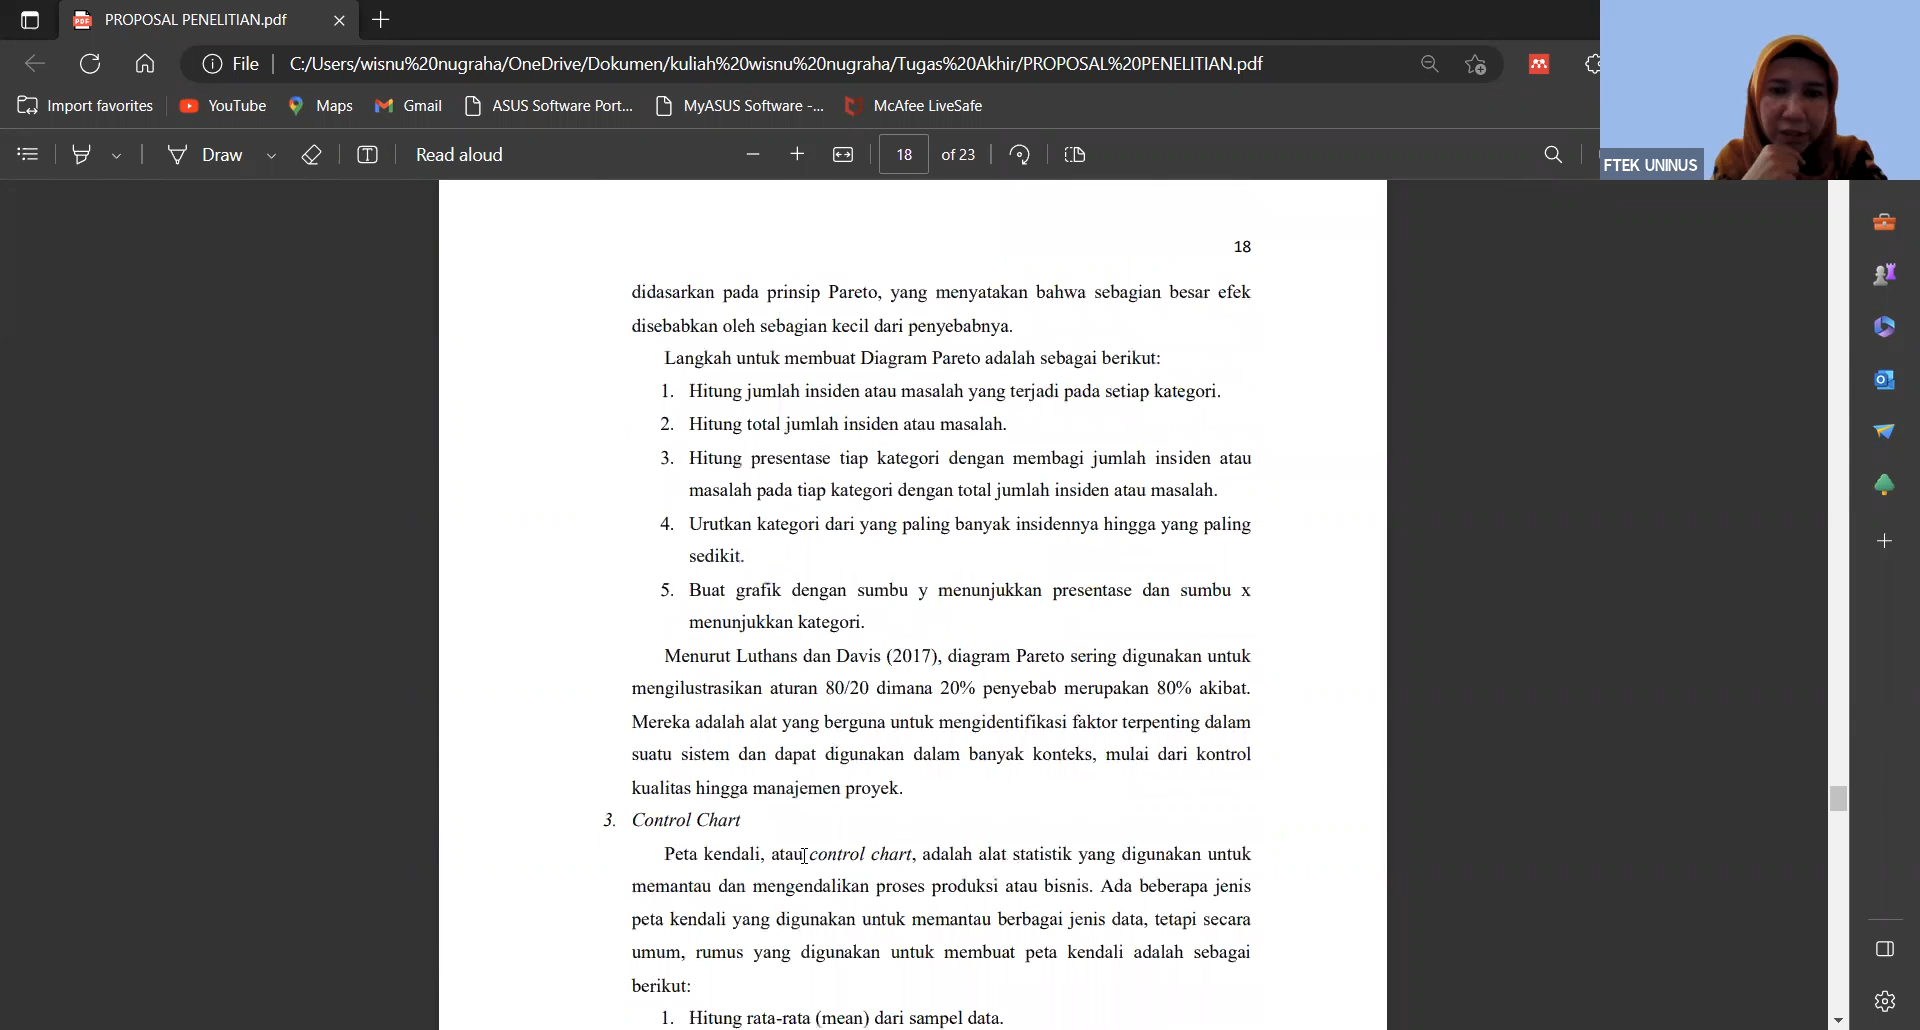 PROPOSAL PENELITIAN.pdf
File
C:/Users/wisnu%20nugraha/OneDrive/Dokumen/kuliah%20wisnu%20nugraha/Tugas%20Akhir/PROPOSAL%20PENELITIAN.pdf
Import favorites
YouTube
Maps
Gmail
ASUS Software Port...
MyASUS Software -...
McAfee LiveSafe
Draw
Read aloud
18 of 23
FTEK UNINUS
18
didasarkan pada prinsip Pareto, yang menyatakan bahwa sebagian besar efek
disebabkan oleh sebagian kecil dari penyebabnya.
Langkah untuk membuat Diagram Pareto adalah sebagai berikut:
1. Hitung jumlah insiden atau masalah yang terjadi pada setiap kategori.
2. Hitung total jumlah insiden atau masalah.
3. Hitung presentase tiap kategori dengan membagi jumlah insiden atau
masalah pada tiap kategori dengan total jumlah insiden atau masalah.
4. Urutkan kategori dari yang paling banyak insidennya hingga yang paling
sedikit.
5. Buat grafik dengan sumbu y menunjukkan presentase dan sumbu x
menunjukkan kategori.
Menurut Luthans dan Davis (2017), diagram Pareto sering digunakan untuk
mengilustrasikan aturan 80/20 dimana 20% penyebab merupakan 80% akibat.
Mereka adalah alat yang berguna untuk mengidentifikasi faktor terpenting dalam
suatu sistem dan dapat digunakan dalam banyak konteks, mulai dari kontrol
kualitas hingga manajemen proyek.
3. Control Chart
Peta kendali, atau control chart, adalah alat statistik yang digunakan untuk
memantau dan mengendalikan proses produksi atau bisnis. Ada beberapa jenis
peta kendali yang digunakan untuk memantau berbagai jenis data, tetapi secara
umum, rumus yang digunakan untuk membuat peta kendali adalah sebagai
berikut:
1. Hitung rata-rata (mean) dari sampel data.